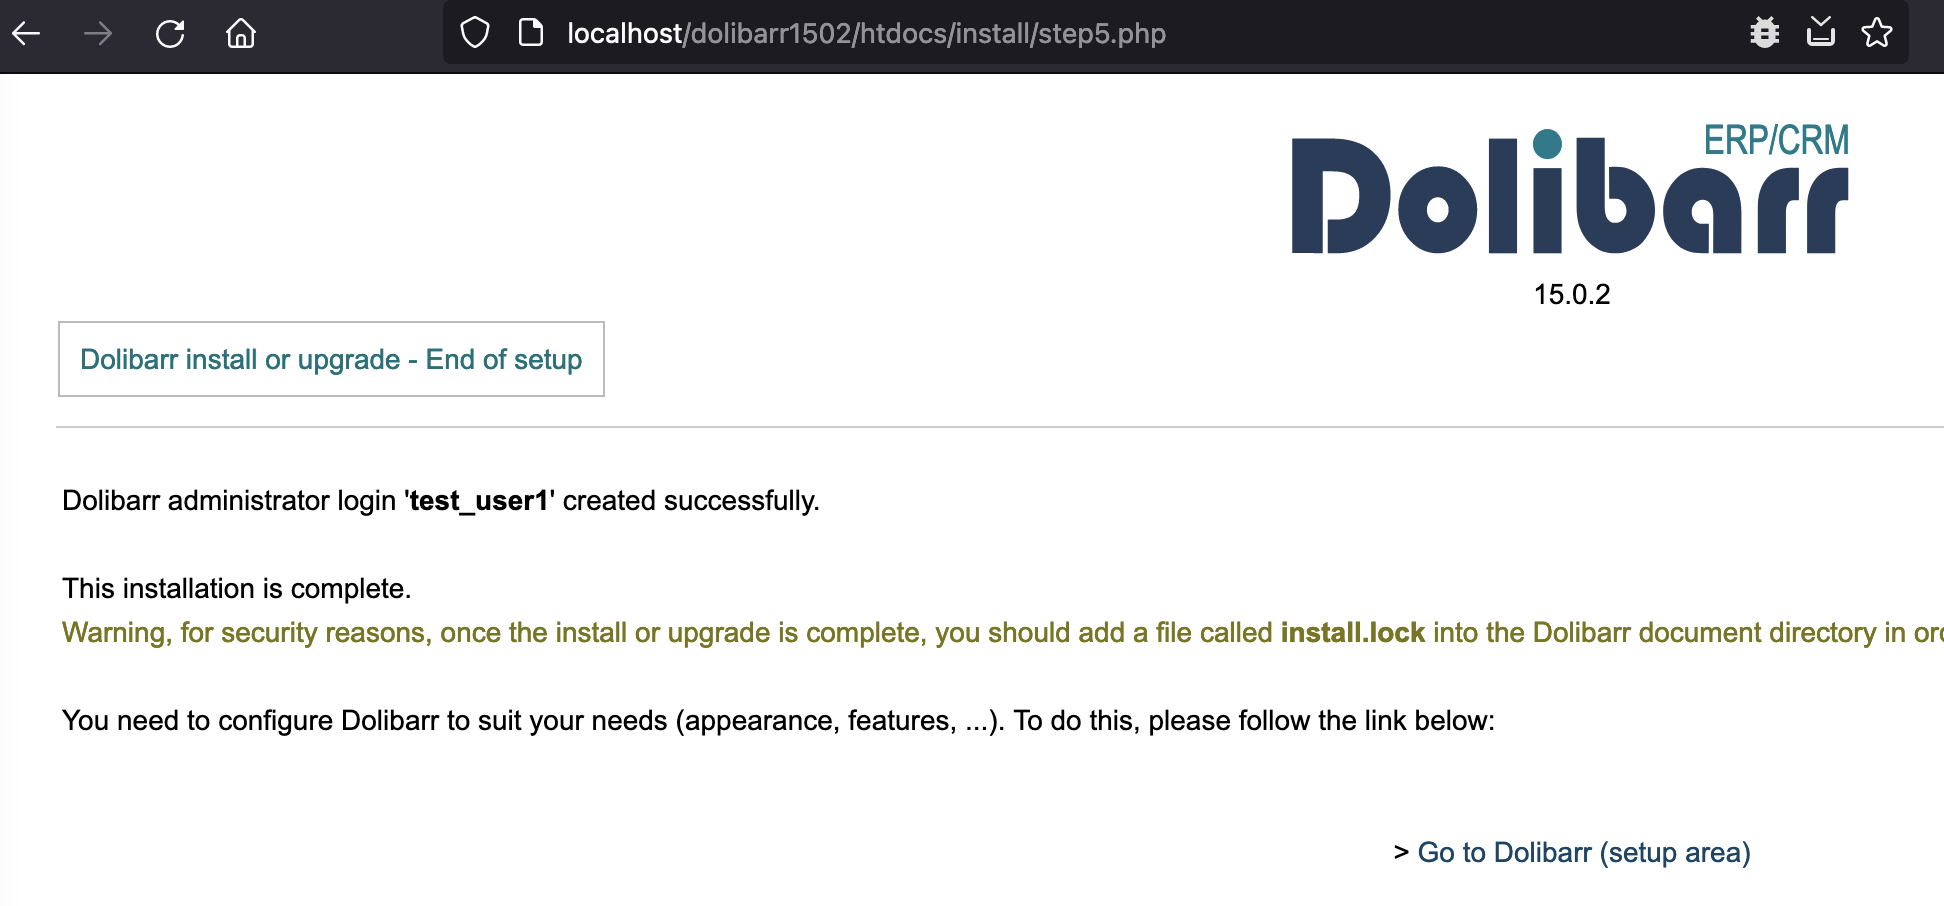 localhost/dolibarr1502/htdocs/install/step5.php
ERP/CRM
Dolibarr
15.0.2
Dolibarr install or upgrade - End of setup
Dolibarr administrator login 'test_user1' created successfully.
This installation is complete.
Warning, for security reasons, once the install or upgrade is complete, you should add a file called install.lock into the Dolibarr document directory in
You need to configure Dolibarr to suit your needs (appearance, features, ...). To do this, please follow the link below:
> Go to Dolibarr (setup area)